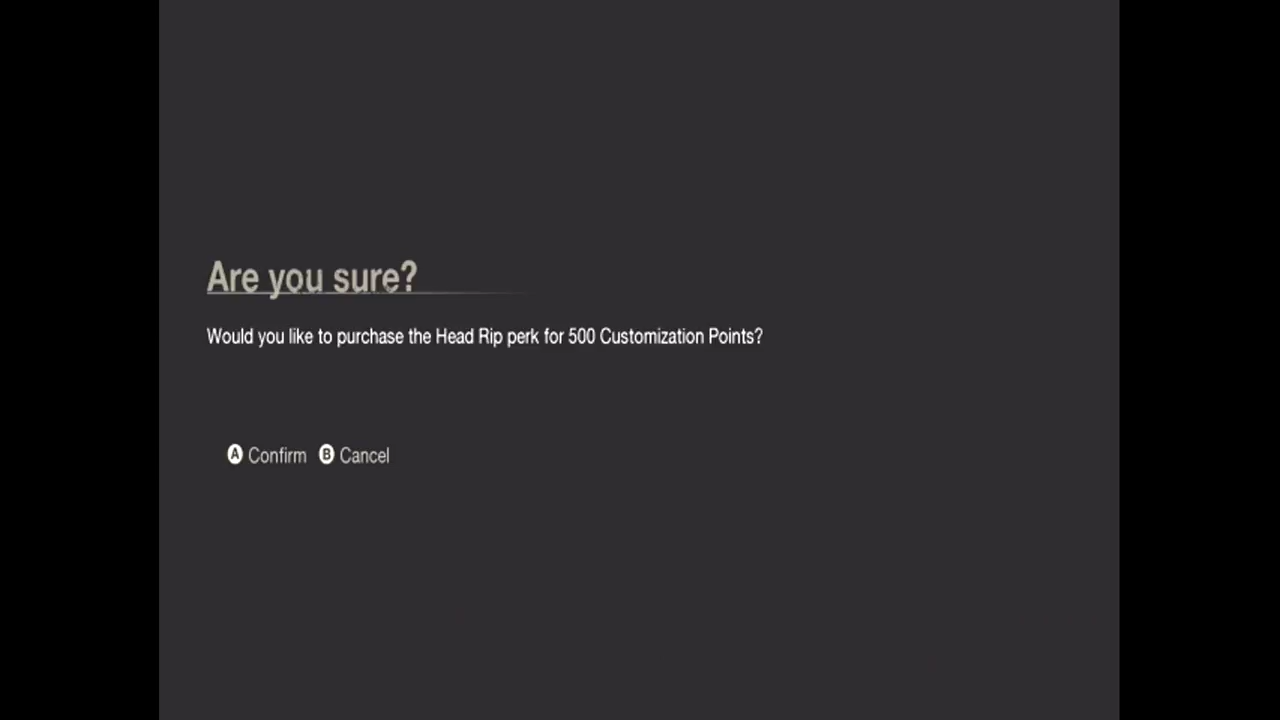 Are you sure?
Would you like to purchase the Head Rip perk for 500 Customization Points?
A Confirm B Cancel